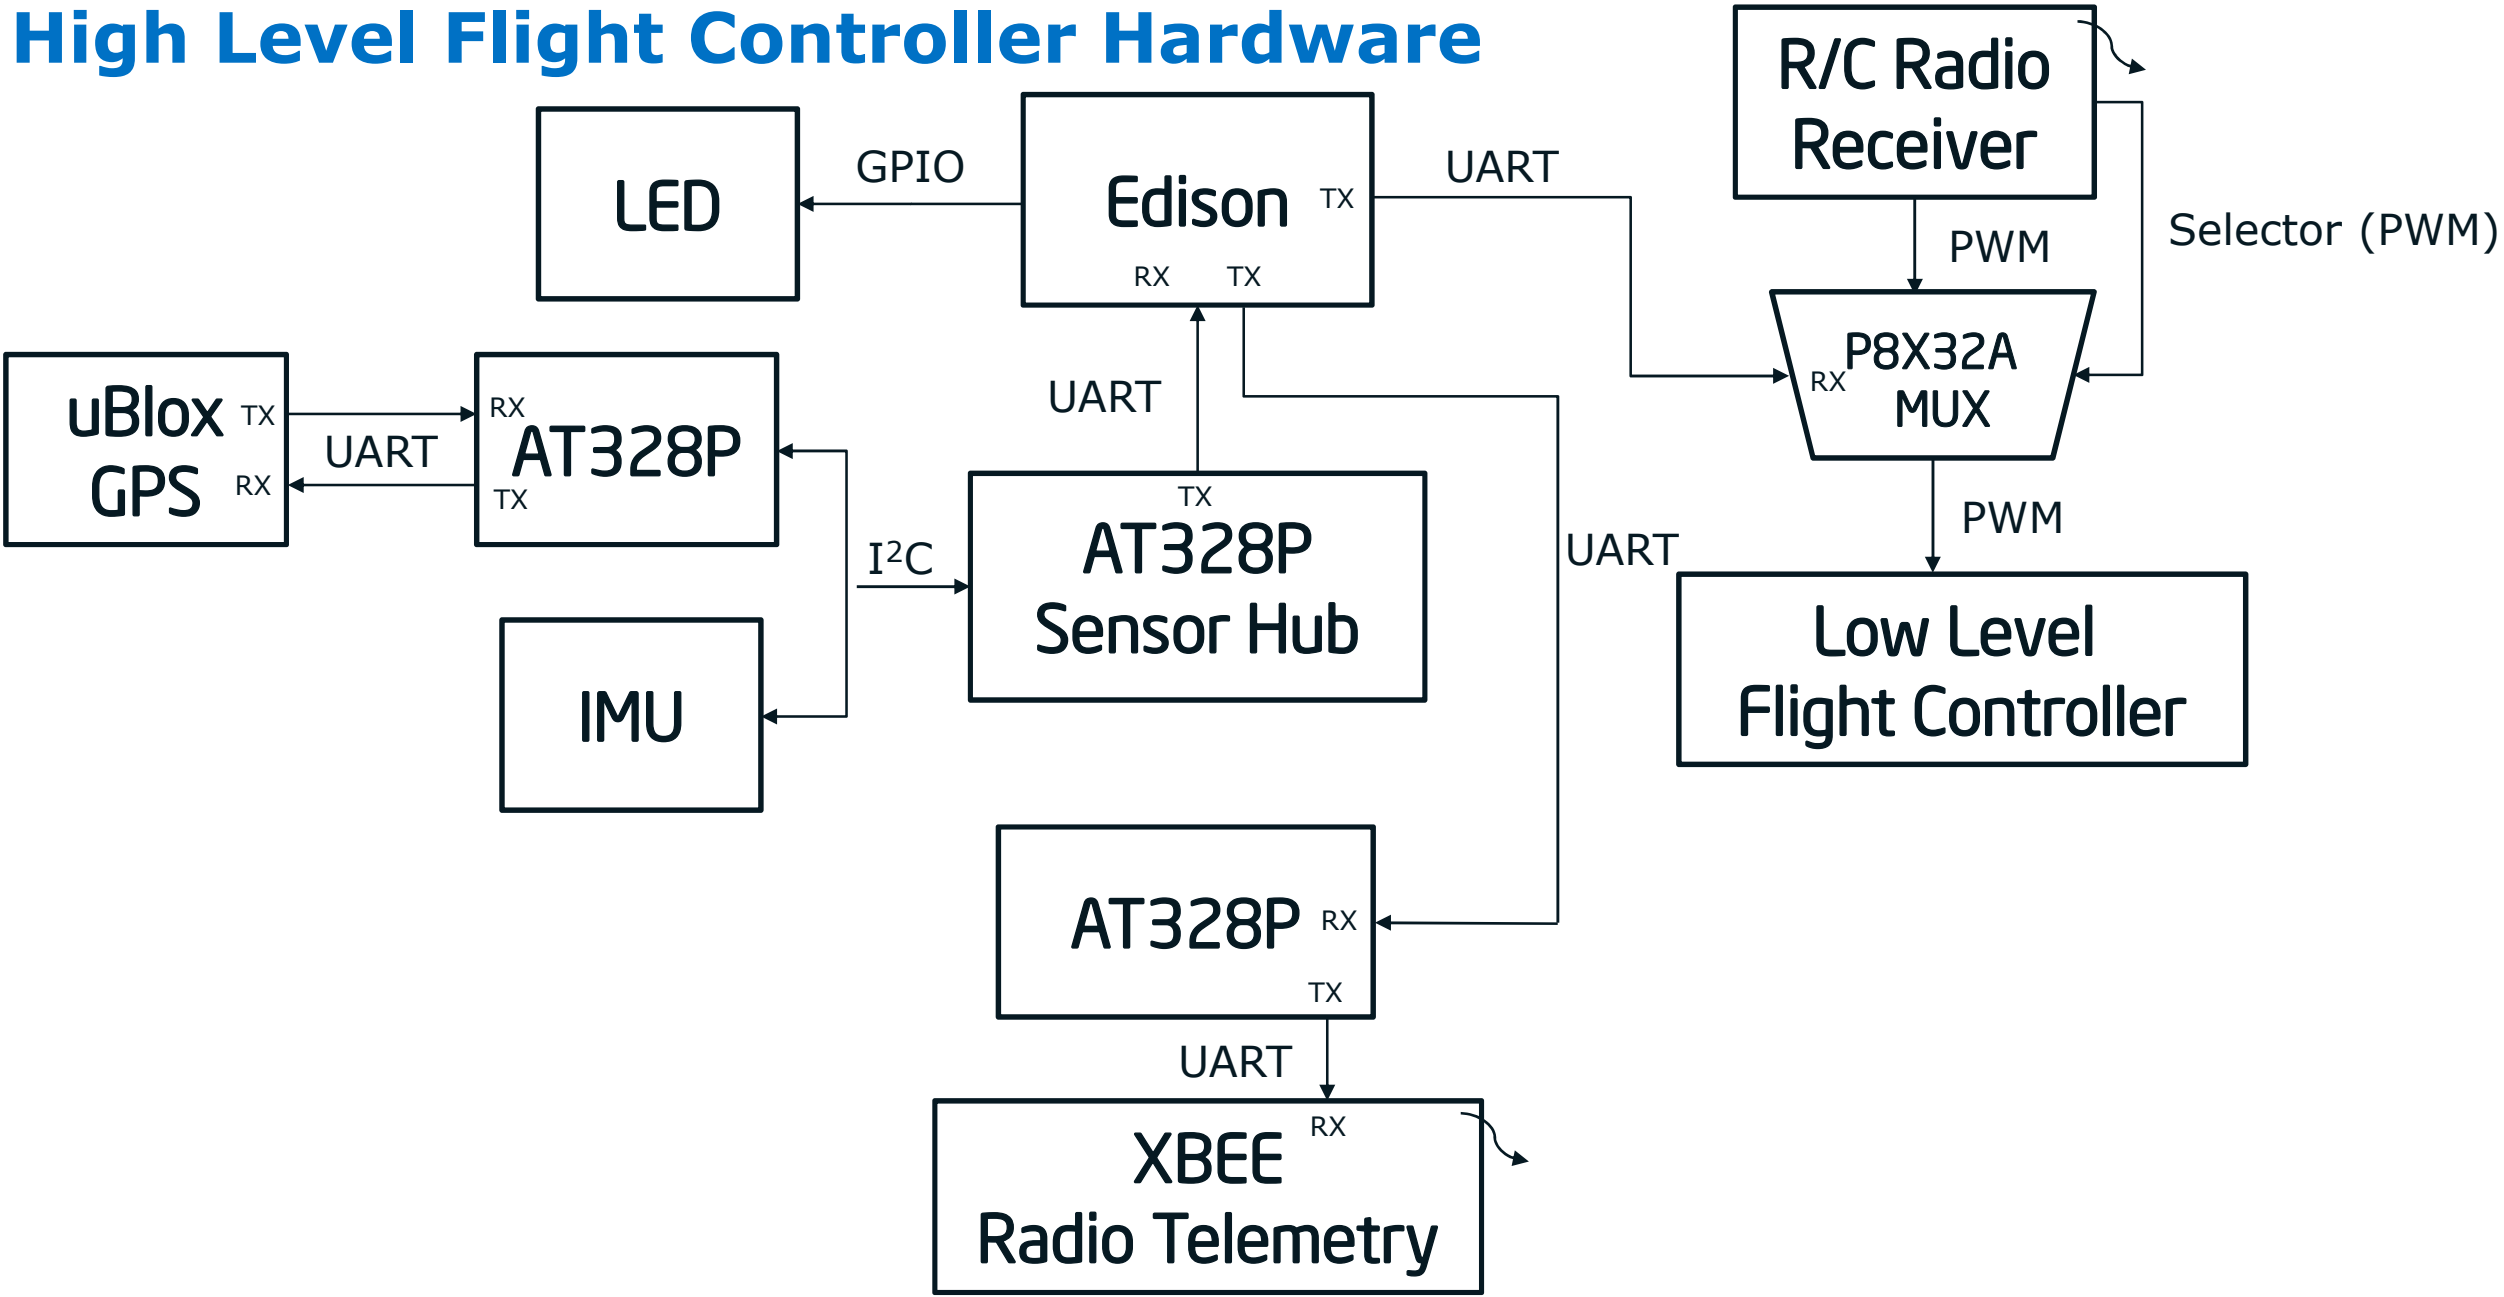 High Level Flight Controller Hardware
R/C Radio
Receiver
LED
GPIO
Edison
TX
RX
TX
UART
PWM
Selector (PWM)
P8X32A
MUX
RX
uBlox
GPS
TX
RX
UART
RX
AT328P
TX
UART
I²C
TX
AT328P
Sensor Hub
UART
PWM
Low Level
Flight Controller
IMU
AT328P
RX
TX
UART
RX
XBEE
Radio Telemetry